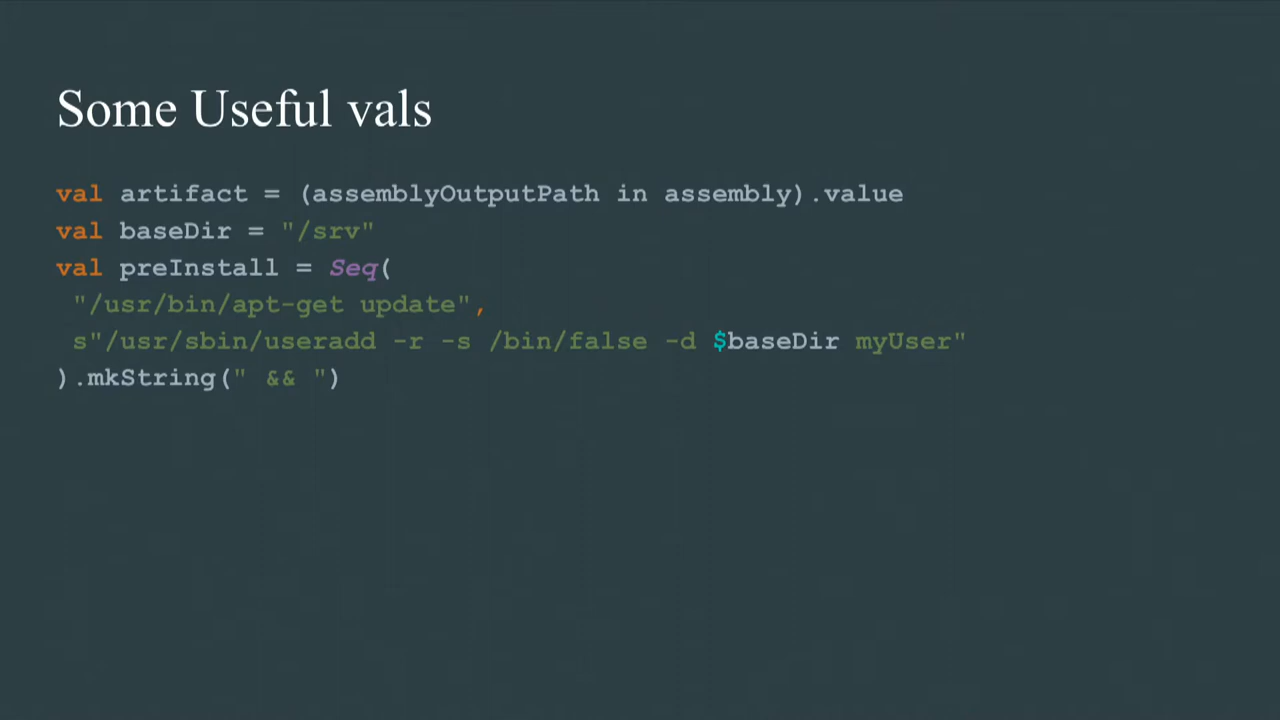 Some Useful vals
val artifact = (assemblyOutputPath in assembly).value
val baseDir = "/srv"
val preInstall = Seq(
"/usr/bin/apt-get update",
s"/usr/sbin/useradd -r -s /bin/false -d $baseDir myUser"
).mkString(" && ")